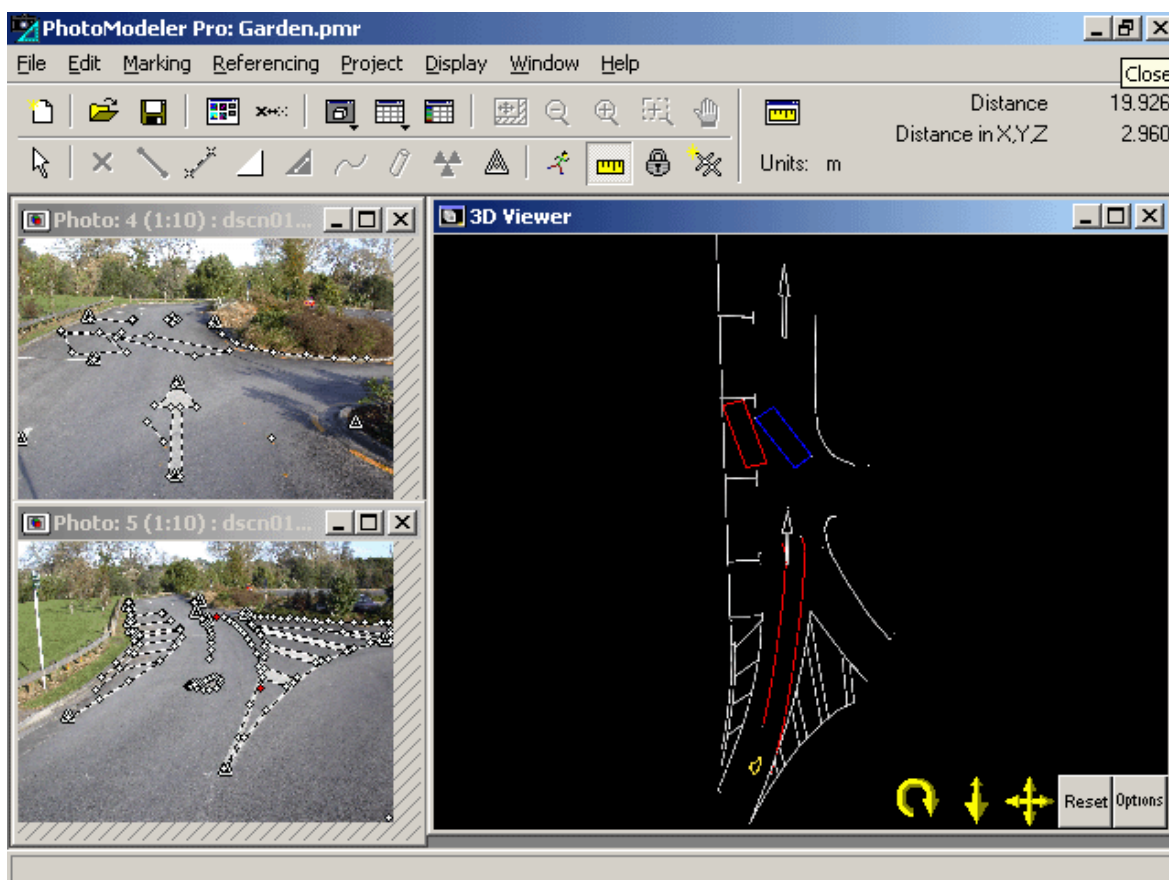 PhotoModeler Pro: Garden.pmr
File Edit Marking Referencing Project Display Window Help
Close
Distance 19.926
Distance in X,Y,Z 2.960
Units: m
Photo: 4 (1:10) : dscn01...
3D Viewer
Photo: 5 (1:10) : dscn01...
Reset Options